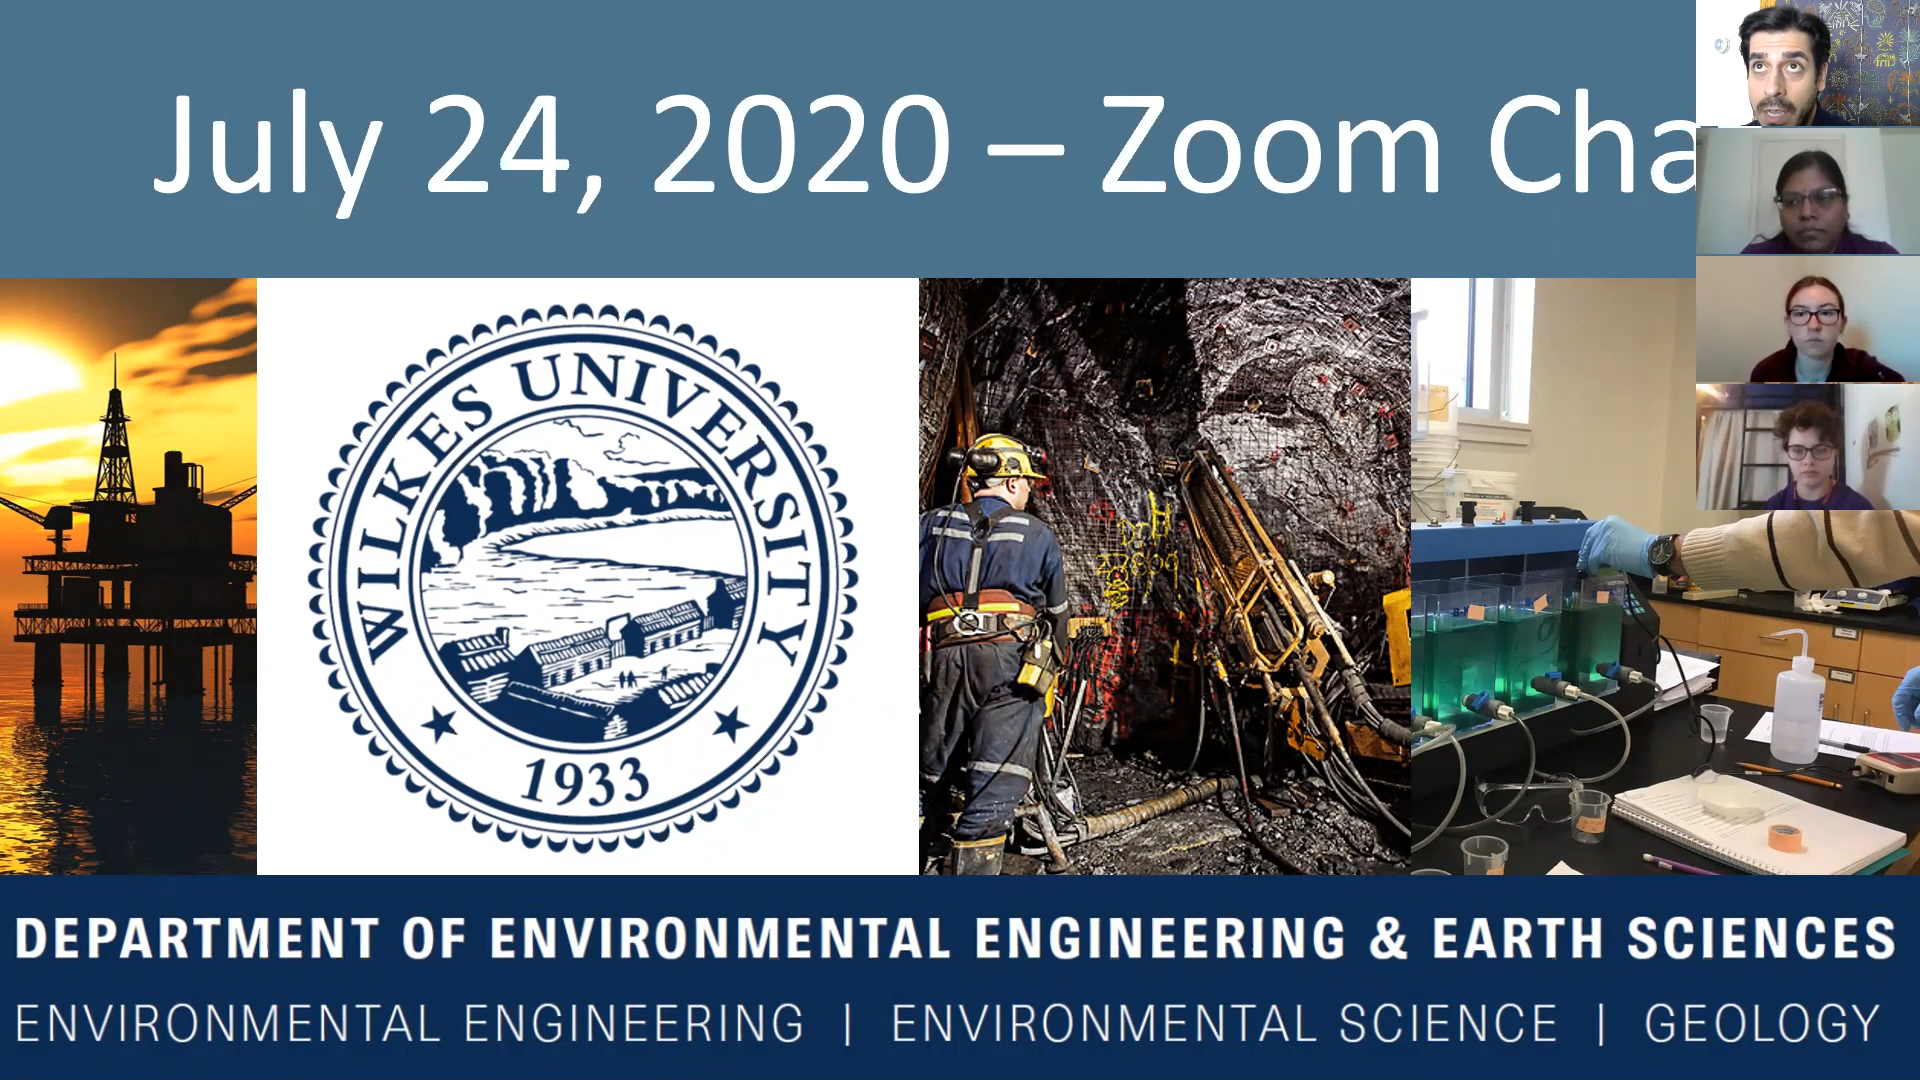 July 24, 2020 – Zoom Cha
WILKES UNIVERSITY
1933
DEPARTMENT OF ENVIRONMENTAL ENGINEERING & EARTH SCIENCES
ENVIRONMENTAL ENGINEERING | ENVIRONMENTAL SCIENCE | GEOLOGY